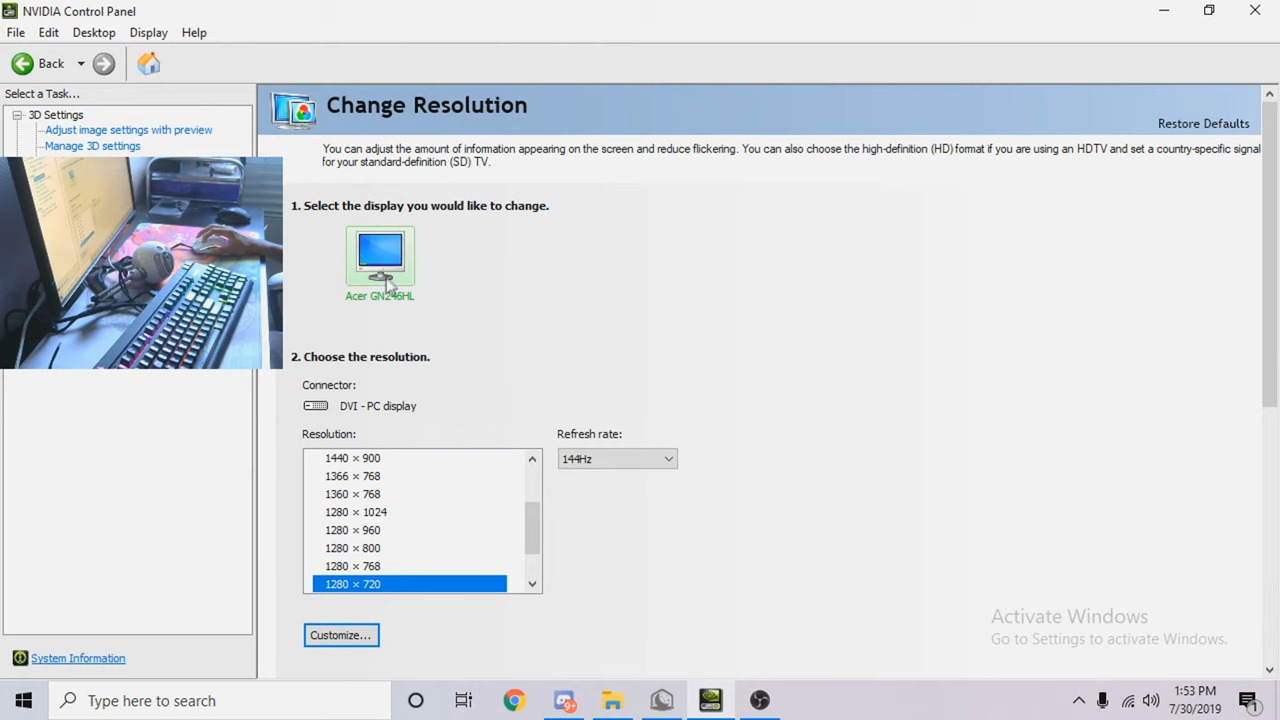 NVIDIA Control Panel
File Edit Desktop Display Help
Back
Select a Task...
3D Settings
Adjust image settings with preview
Manage 3D settings
System Information
Change Resolution
Restore Defaults
You can adjust the amount of information appearing on the screen and reduce flickering. You can also choose the high-definition (HD) format if you are using an HDTV and set a country-specific signal
for your standard-definition (SD) TV.
1. Select the display you would like to change.
Acer GN246HL
2. Choose the resolution.
Connector:
DVI - PC display
Resolution:
Refresh rate:
1440 × 900
144Hz
1366 × 768
1360 × 768
1280 × 1024
1280 × 960
1280 × 800
1280 × 768
1280 × 720
Customize...
Activate Windows
Go to Settings to activate Windows.
Type here to search
9+
1:53 PM
7/30/2019
1